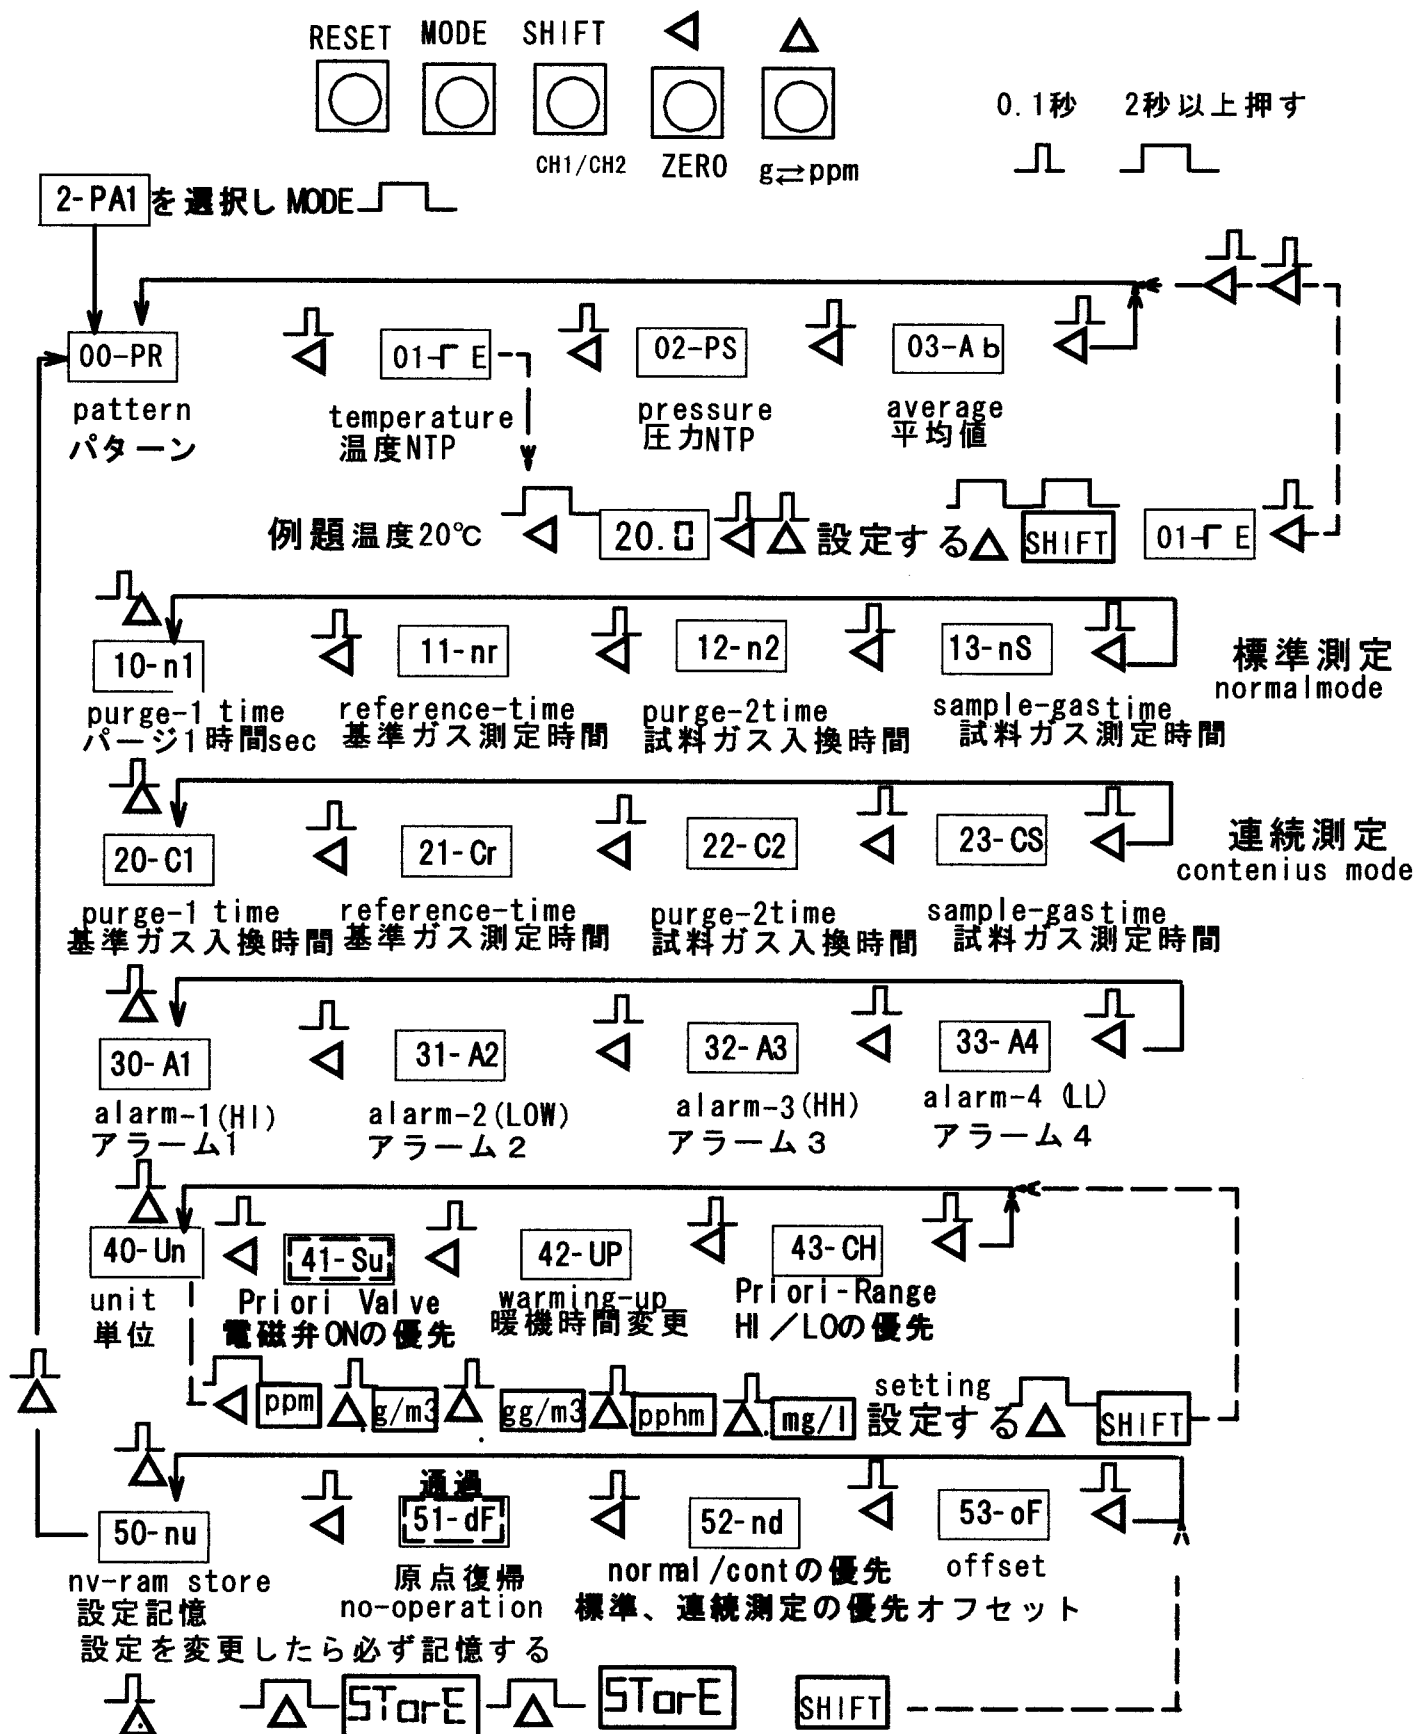 RESET MODE SHIFT ◁ △
0.1秒 2秒以上押す
CH1/CH2 ZERO g⇄ppm
2-PA1を選択し MODE
00-PR 01-Γ E 02-PS 03-A b
pattern temperature pressure average
パターン 温度NTP 圧力NTP 平均値
例題 温度20℃ ◁ 20.0 ◁ △ 設定する△ SHIFT 01-Γ E ◁
10-n1 11-nr 12-n2 13-nS 標準測定
normalmode
purge-1 time reference-time purge-2time sample-gastime
パージ1時間sec 基準ガス測定時間 試料ガス入換時間 試料ガス測定時間
20-C1 21-Cr 22-C2 23-CS 連続測定
contenius mode
purge-1 time reference-time purge-2time sample-gastime
基準ガス入換時間 基準ガス測定時間 試料ガス入換時間 試料ガス測定時間
30-A1 31-A2 32-A3 33-A4
alarm-1(HI) alarm-2(LOW) alarm-3(HH) alarm-4 (LL)
アラーム1 アラーム2 アラーム3 アラーム4
40-Un 41-Su 42-UP 43-CH
unit Priori Valve warming-up Priori-Range
単位 電磁弁ONの優先 暖機時間変更 HI/LOの優先
◁ ppm △ g/m3 △ gg/m3 △ pphm △ mg/l setting
設定する△ SHIFT
通過
50-nu 51-dF 52-nd 53-oF
nv-ram store 原点復帰 normal/contの優先 offset
設定記憶 no-operation 標準、連続測定の優先 オフセット
設定を変更したら必ず記憶する
△ △ STorE △ STorE SHIFT